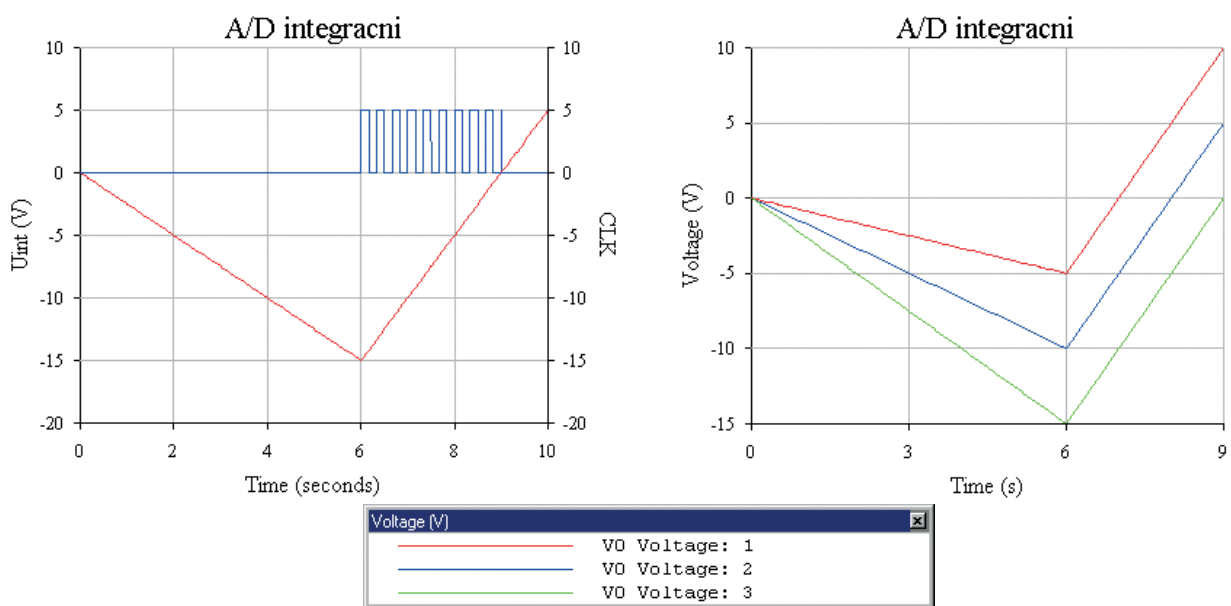 A/D integracni
10
5
0
-5
-10
-15
-20
Uint (V)
10
5
0
-5
-10
-15
-20
CLK
0 2 4 6 8 10
Time (seconds)
A/D integracni
10
5
0
-5
-10
-15
Voltage (V)
0 3 6 9
Time (s)
Voltage (V)
VO Voltage: 1
VO Voltage: 2
VO Voltage: 3